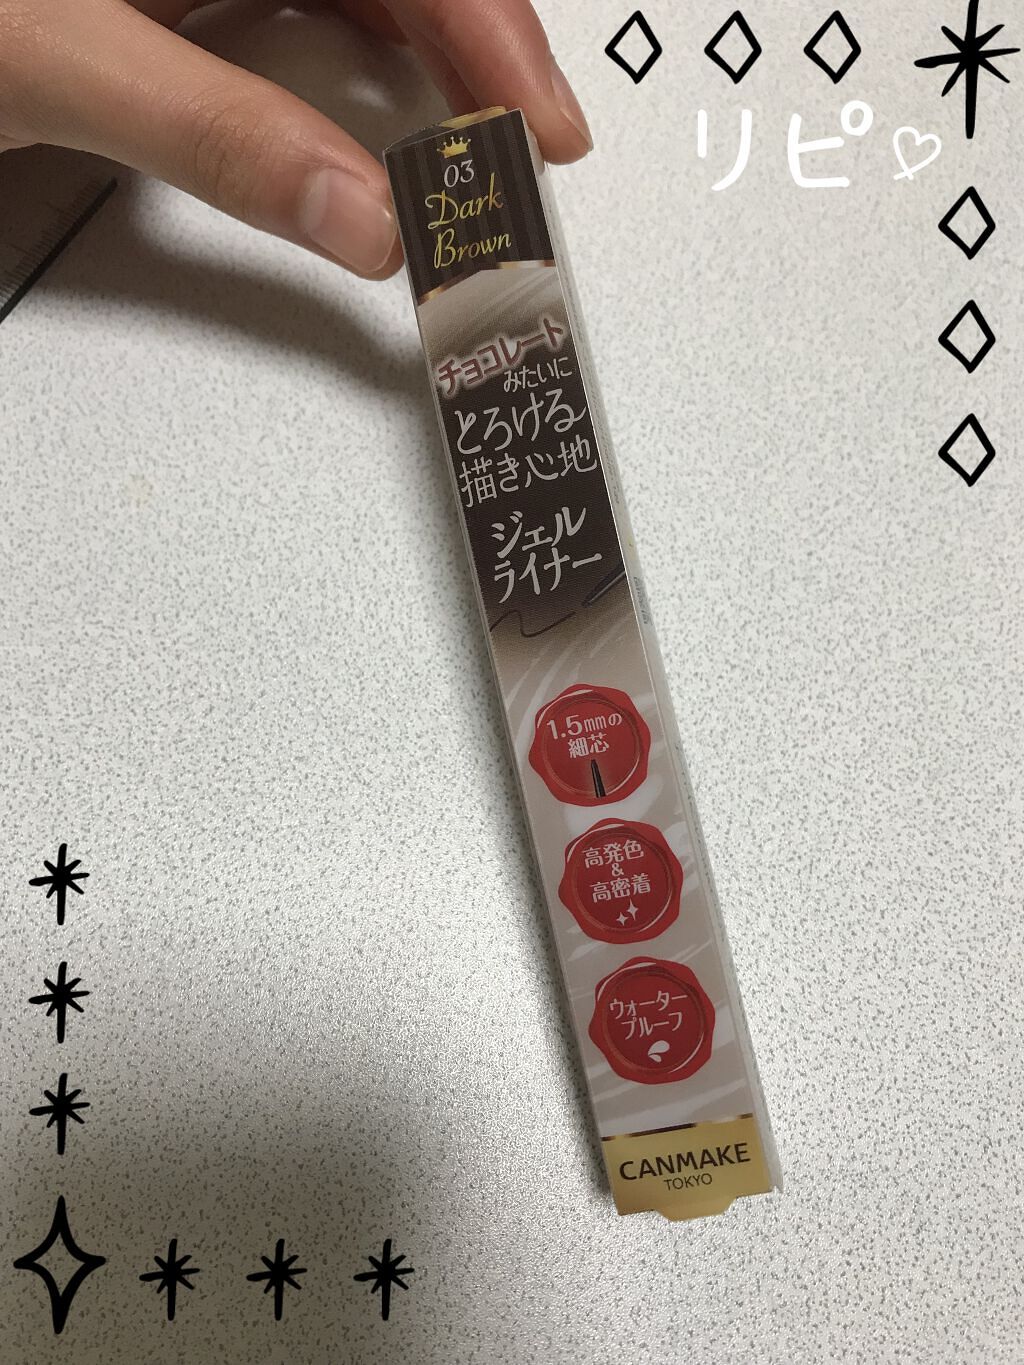 リピ♡
03
Dark
Brown
チョコレート
みたいに
とろける
描き心地
ジェル
ライナー
1.5mmの
細芯
高発色
&
高密着
ウォーター
プルーフ
CANMAKE
TOKYO